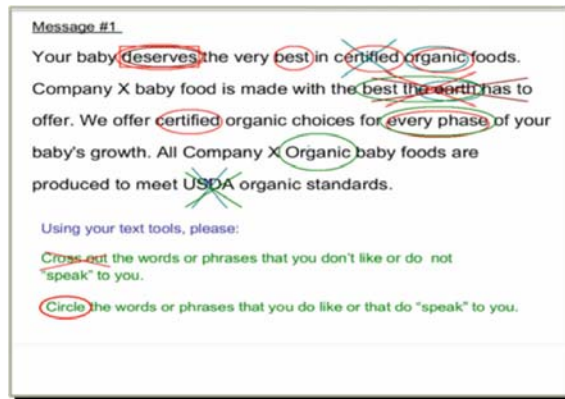 Message #1
Your baby deserves the very best in certified organic foods.
Company X baby food is made with the best the earth has to
offer. We offer certified organic choices for every phase of your
baby's growth. All Company X Organic baby foods are
produced to meet USDA organic standards.
Using your text tools, please:
Cross out the words or phrases that you don't like or do not
"speak" to you.
Circle the words or phrases that you do like or that do "speak" to you.